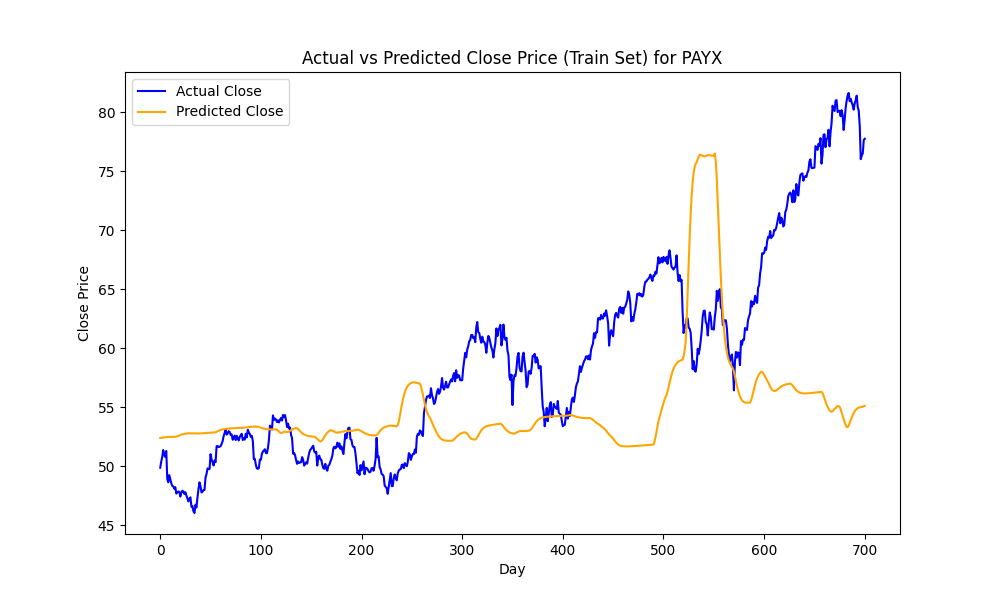 Actual vs Predicted Close Price (Train Set) for PAYX
Actual Close
Predicted Close
Close Price
80
75
70
65
60
55
50
45
0 100 200 300 400 500 600 700
Day